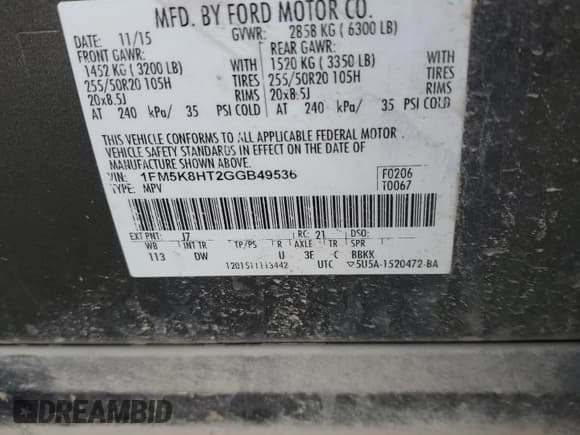 MFD. BY FORD MOTOR CO.
DATE: 11/15 GVWR: 2858 KG ( 6300 LB)
FRONT GAWR: REAR GAWR:
1452 KG ( 3200 LB) WITH 1520 KG ( 3350 LB) WITH
255/50R20 105H TIRES 255/50R20 105H TIRES
20x8.5J RIMS 20x8.5J RIMS
AT 240 kPa/ 35 PSI COLD AT 240 kPa/ 35 PSI COLD
THIS VEHICLE CONFORMS TO ALL APPLICABLE FEDERAL MOTOR
VEHICLE SAFETY STANDARDS IN EFFECT ON THE DATE OF
MANUFACTURE SHOWN ABOVE.
VIN: 1FM5K8HT2GGB49536 F0206
TYPE: MPV T0067
EXT PNT: J7 RC: 21 DSO:
WB INT TR TP/PS R AXLE TR SPR
113 DW U 3F C BBKK
1201511113442 UTC ▽5U5A-1520472-BA
DREAMBID